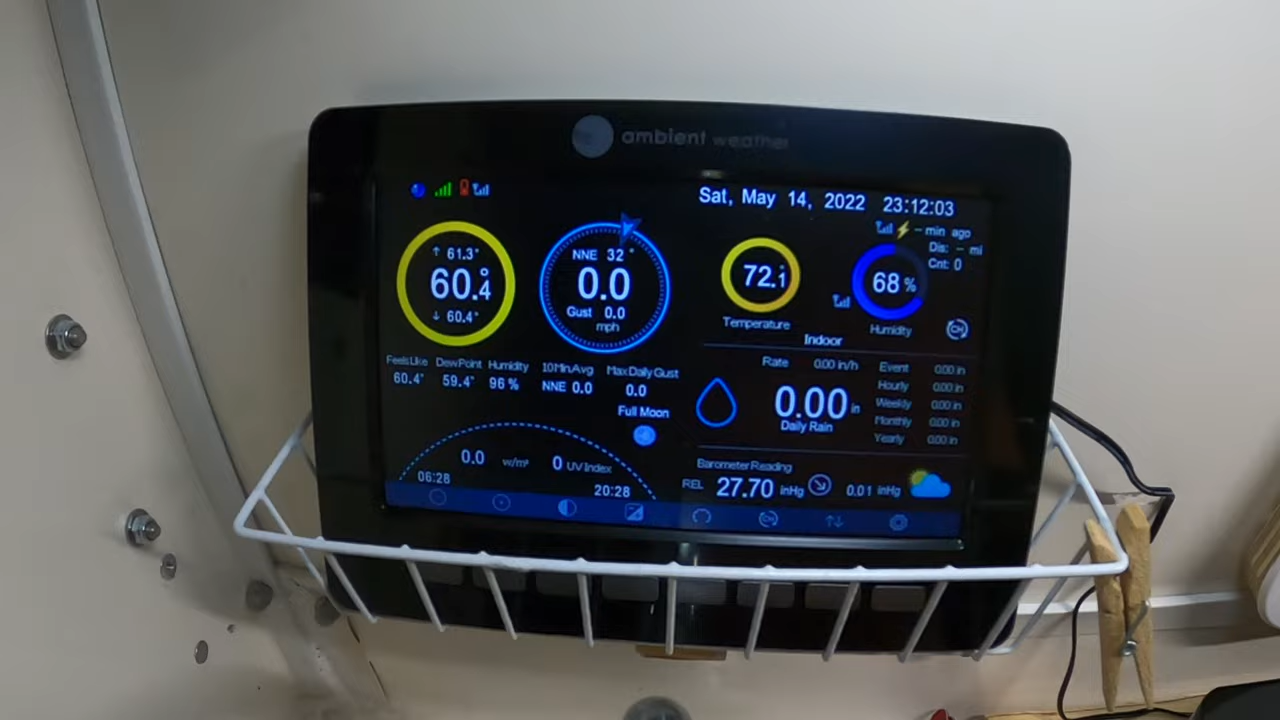 ambient weather
Sat, May 14, 2022 23:12:03
↑ 61.3°
60.4°
↓ 60.4°
Feels Like Dew Point Humidity
60.4° 59.4° 96 %
NNE 32 °
0.0
Gust 0.0
mph
10 Min Avg Max Daily Gust
NNE 0.0 0.0
Full Moon
0.0 w/m² 0 UV Index
06:28 20:28
- min ago
Dis: - mi
Cnt: 0
72.1°
68 %
Temperature Humidity
CH
Indoor
Rate 0.00 in/h
0.00 in
Daily Rain
Event 0.00 in
Hourly 0.00 in
Weekly 0.00 in
Monthly 0.00 in
Yearly 0.00 in
Barometer Reading
REL 27.70 inHg 0.01 inHg
CH